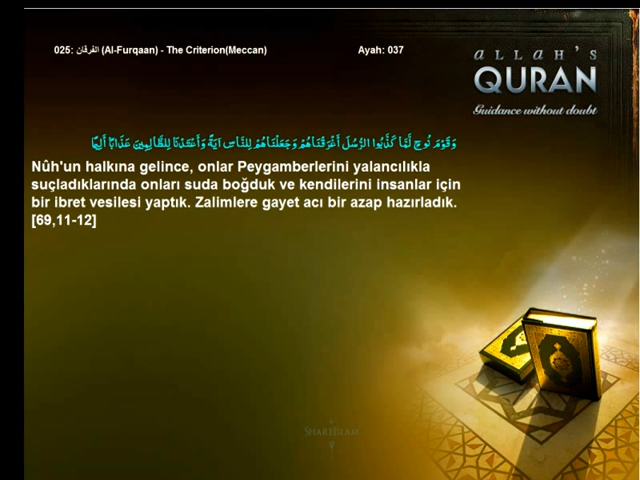 025: الفرقان (Al-Furqaan) - The Criterion(Meccan) Ayah: 037
ALLAH'S
QURAN
Guidance without doubt
وَقَوْمَ نُوحٍ لَّمَّا كَذَّبُوا الرُّسُلَ أَغْرَقْنَاهُمْ وَجَعَلْنَاهُمْ لِلنَّاسِ آيَةً وَأَعْتَدْنَا لِلظَّالِمِينَ عَذَابًا أَلِيمًا
Nûh'un halkına gelince, onlar Peygamberlerini yalancılıkla
suçladıklarında onları suda boğduk ve kendilerini insanlar için
bir ibret vesilesi yaptık. Zalimlere gayet acı bir azap hazırladık.
[69,11-12]
SHAREISLAM